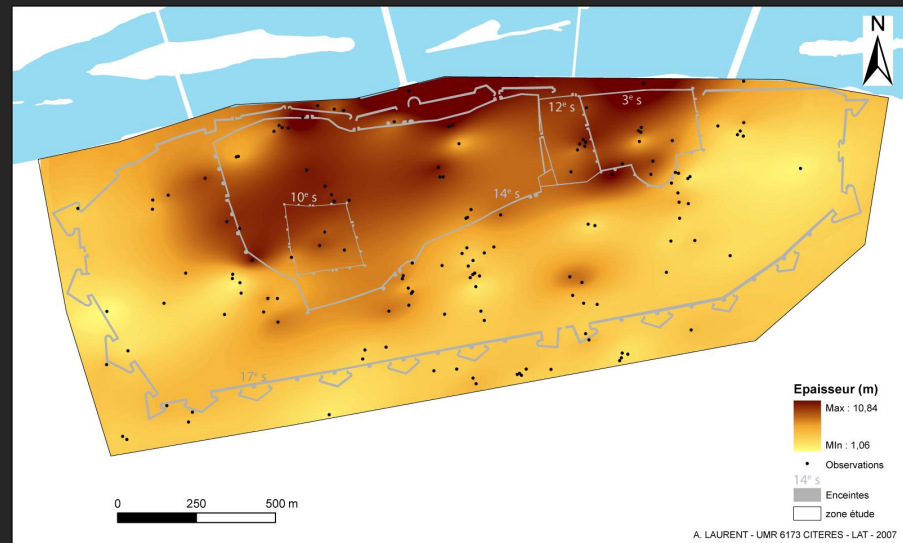 N
12e s
3e s
10e s
14e s
17e s
Epaisseur (m)
Max : 10,84
MIn : 1,06
Observations
14e s
Enceintes
zone étude
0 250 500 m
A. LAURENT - UMR 6173 CITERES - LAT - 2007